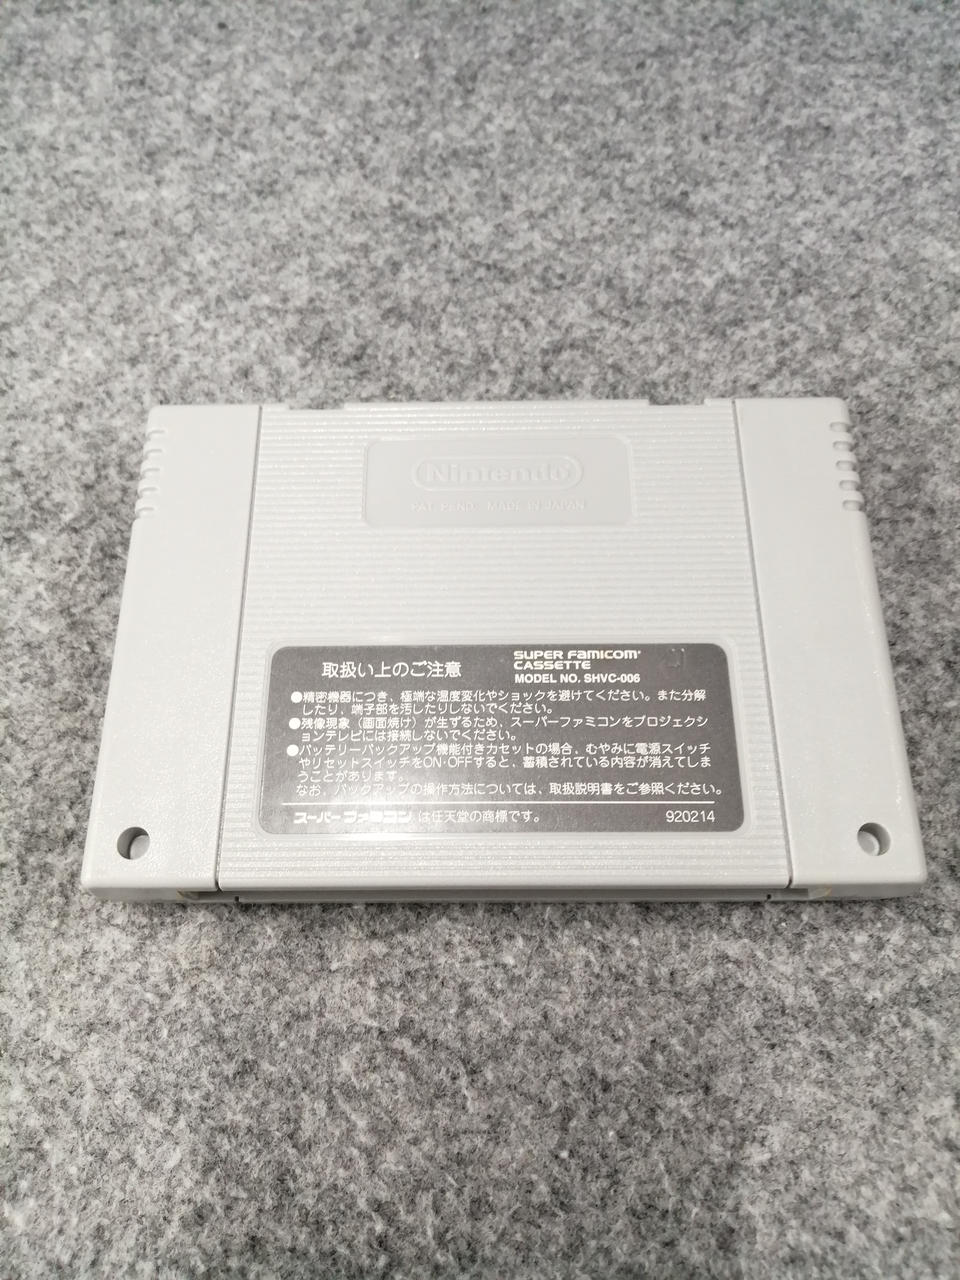 Nintendo
PAT. PEND. MADE IN JAPAN
取扱い上のご注意
SUPER FAMICOM
CASSETTE
MODEL NO. SHVC-006
●精密機器につき、極端な温度変化やショックを避けてください。また分解
したり、端子部を汚したりしないでください。
●残像現象（画面焼け）が生ずるため、スーパーファミコンをプロジェクシ
ョンテレビには接続しないでください。
●バッテリーバックアップ機能付きカセットの場合、むやみに電源スイッチ
やリセットスイッチをON・OFFすると、蓄積されている内容が消えてしま
うことがあります。
なお、バックアップの操作方法については、取扱説明書をご参照ください。
スーパーファミコンは任天堂の商標です。 920214